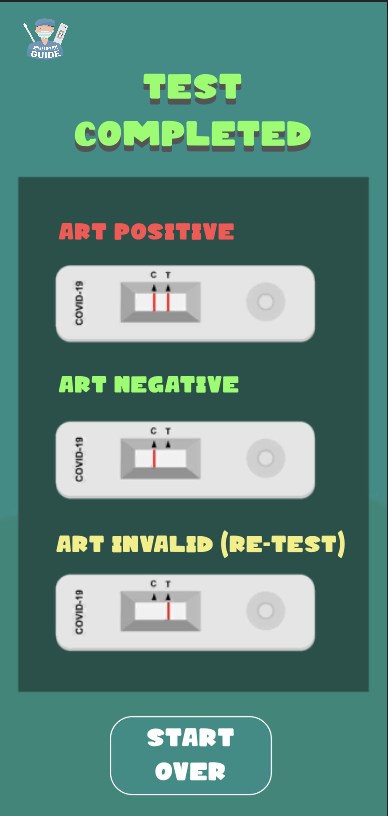 GUIDE
TEST
COMPLETED
ART POSITIVE
C T
COVID-19
ART NEGATIVE
C T
COVID-19
ART INVALID (RE-TEST)
C T
COVID-19
START
OVER